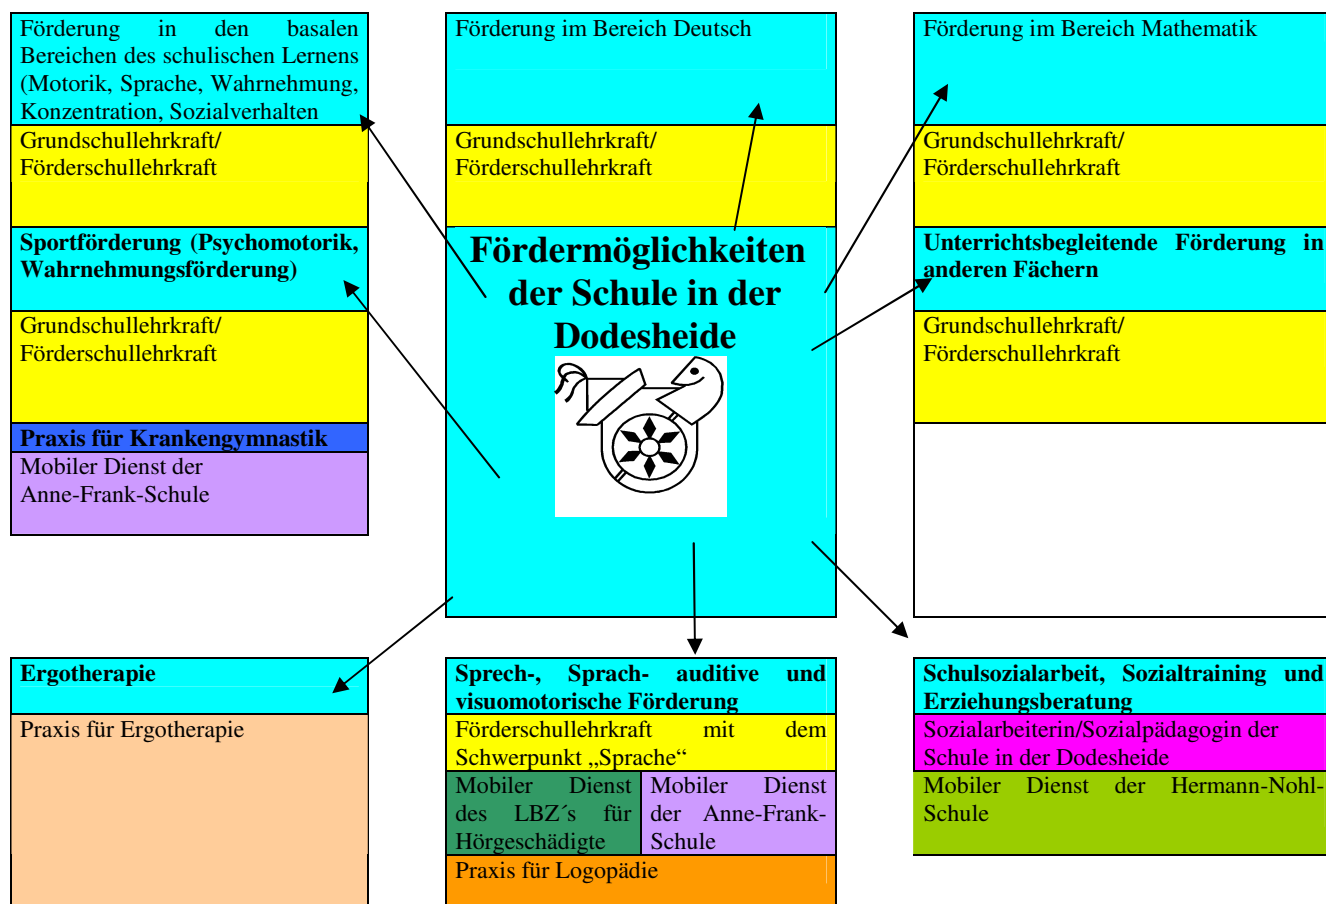 Förderung in den basalen
Bereichen des schulischen Lernens
(Motorik, Sprache, Wahrnehmung,
Konzentration, Sozialverhalten
Grundschullehrkraft/
Förderschullehrkraft
Sportförderung (Psychomotorik,
Wahrnehmungsförderung)
Grundschullehrkraft/
Förderschullehrkraft
Praxis für Krankengymnastik
Mobiler Dienst der
Anne-Frank-Schule
Förderung im Bereich Deutsch
Grundschullehrkraft/
Förderschullehrkraft
Fördermöglichkeiten
der Schule in der
Dodesheide
Förderung im Bereich Mathematik
Grundschullehrkraft/
Förderschullehrkraft
Unterrichtsbegleitende Förderung in
anderen Fächern
Grundschullehrkraft/
Förderschullehrkraft
Ergotherapie
Praxis für Ergotherapie
Sprech-, Sprach- auditive und
visuomotorische Förderung
Förderschullehrkraft mit dem
Schwerpunkt „Sprache“
Mobiler Dienst
des LBZ´s für
Hörgeschädigte
Mobiler Dienst
der Anne-Frank-
Schule
Praxis für Logopädie
Schulsozialarbeit, Sozialtraining und
Erziehungsberatung
Sozialarbeiterin/Sozialpädagogin der
Schule in der Dodesheide
Mobiler Dienst der Hermann-Nohl-
Schule